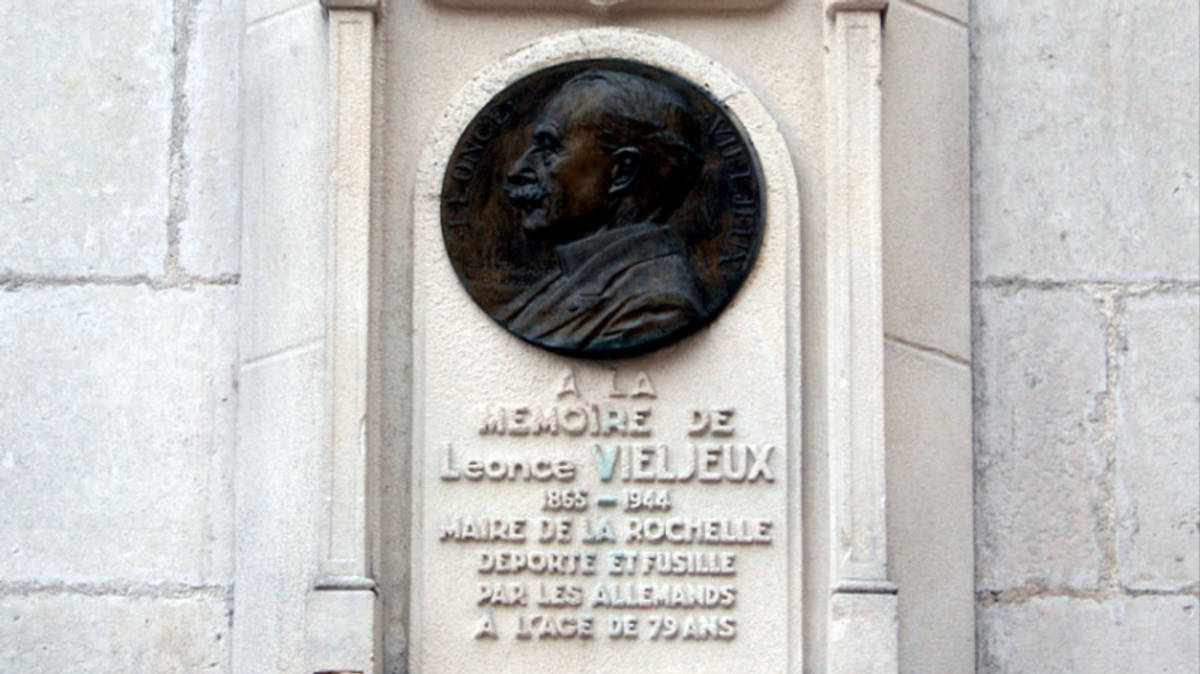 LEONCE VIELJEUX
A LA
MEMOIRE DE
Leonce VIELJEUX
1865 - 1944
MAIRE DE LA ROCHELLE
DEPORTE ET FUSILLE
PAR LES ALLEMANDS
A L'AGE DE 79 ANS